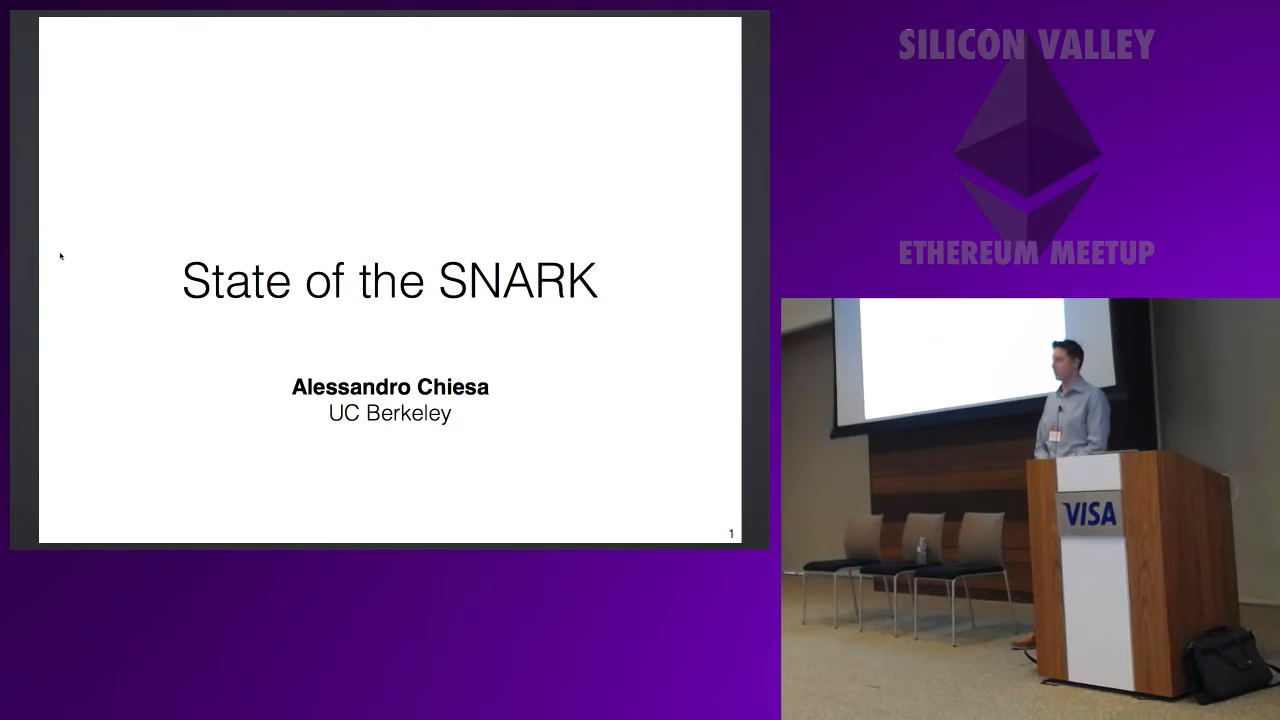 State of the SNARK
Alessandro Chiesa
UC Berkeley
1
SILICON VALLEY
ETHEREUM MEETUP
VISA